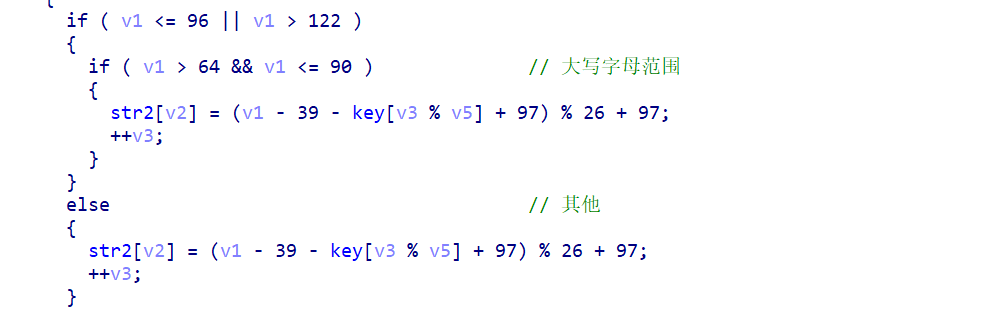 {
if ( v1 <= 96 || v1 > 122 )
{
if ( v1 > 64 && v1 <= 90 ) // 大写字母范围
{
str2[v2] = (v1 - 39 - key[v3 % v5] + 97) % 26 + 97;
++v3;
}
}
else // 其他
{
str2[v2] = (v1 - 39 - key[v3 % v5] + 97) % 26 + 97;
++v3;
}